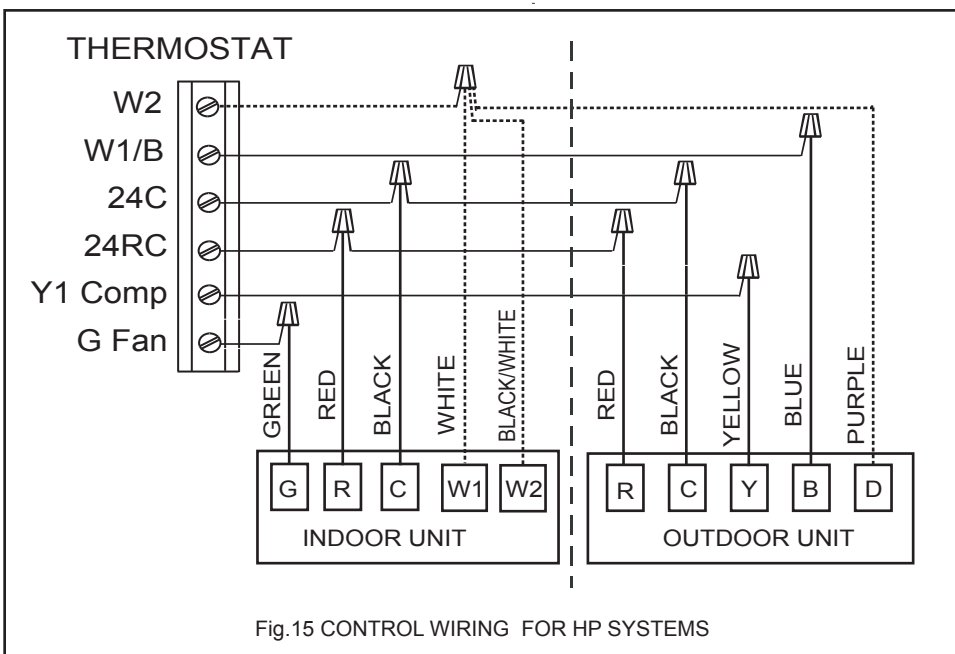 THERMOSTAT
W2
W1/B
24C
24RC
Y1 Comp
G Fan
GREEN
RED
BLACK
WHITE
BLACK/WHITE
RED
BLACK
YELLOW
BLUE
PURPLE
G R C W1 W2
R C Y B D
INDOOR UNIT
OUTDOOR UNIT
Fig.15 CONTROL WIRING FOR HP SYSTEMS